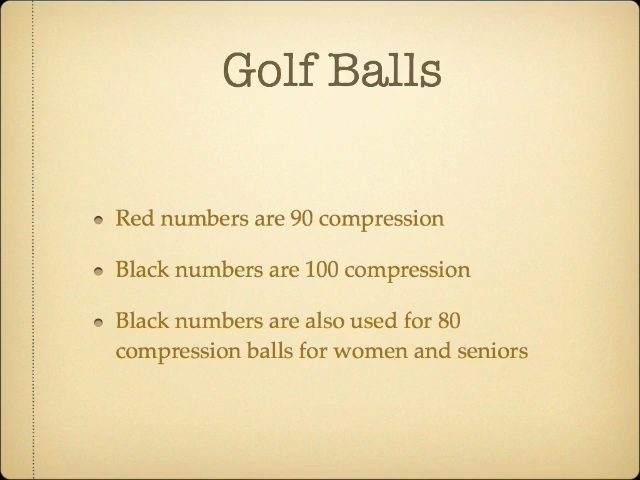 Golf Balls
Red numbers are 90 compression
Black numbers are 100 compression
Black numbers are also used for 80
compression balls for women and seniors